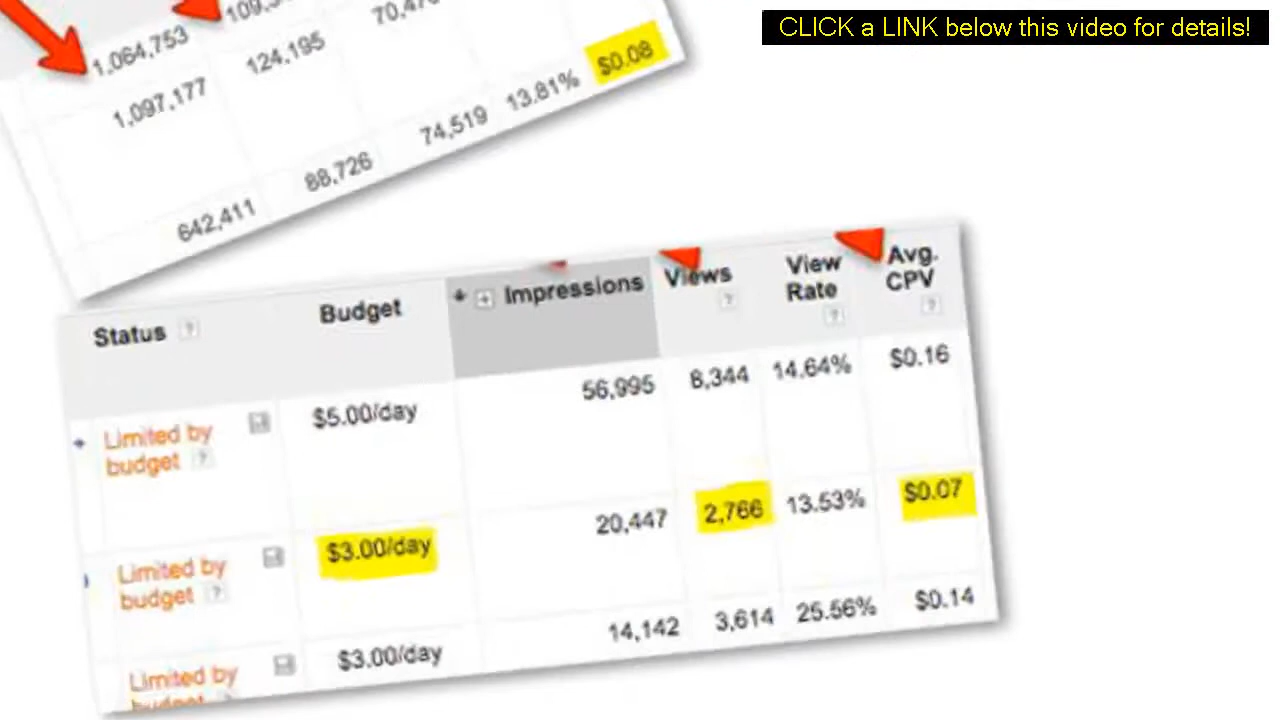 CLICK a LINK below this video for details!
1,064,753
1,097,177 124,195
642,411 88,726 74,519 13.81% $0.08
Status ? Budget Impressions Views ? View Rate ? Avg. CPV ?
Limited by budget ? $5.00/day 56,995 8,344 14.64% $0.16
Limited by budget ? $3.00/day 20,447 2,766 13.53% $0.07
Limited by $3.00/day 14,142 3,614 25.56% $0.14